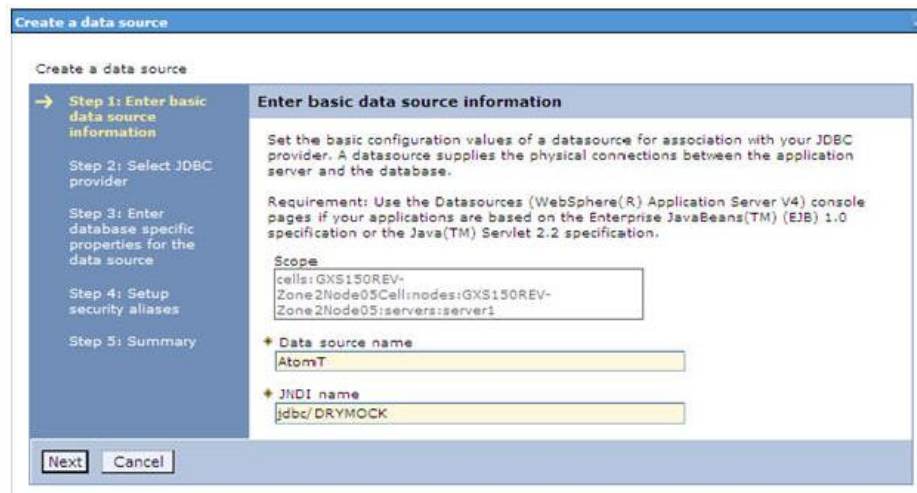 Create a data source
Create a data source
Step 1: Enter basic
data source
information
Step 2: Select JDBC
provider
Step 3: Enter
database specific
properties for the
data source
Step 4: Setup
security aliases
Step 5: Summary
Enter basic data source information
Set the basic configuration values of a datasource for association with your JDBC
provider. A datasource supplies the physical connections between the application
server and the database.
Requirement: Use the Datasources (WebSphere(R) Application Server V4) console
pages if your applications are based on the Enterprise JavaBeans(TM) (EJB) 1.0
specification or the Java(TM) Servlet 2.2 specification.
Scope
cells:GXS150REV-
Zone2Node05Cell:nodes:GXS150REV-
Zone2Node05:servers:server1
Data source name
AtomT
JNDI name
jdbc/DRYMOCK
Next Cancel